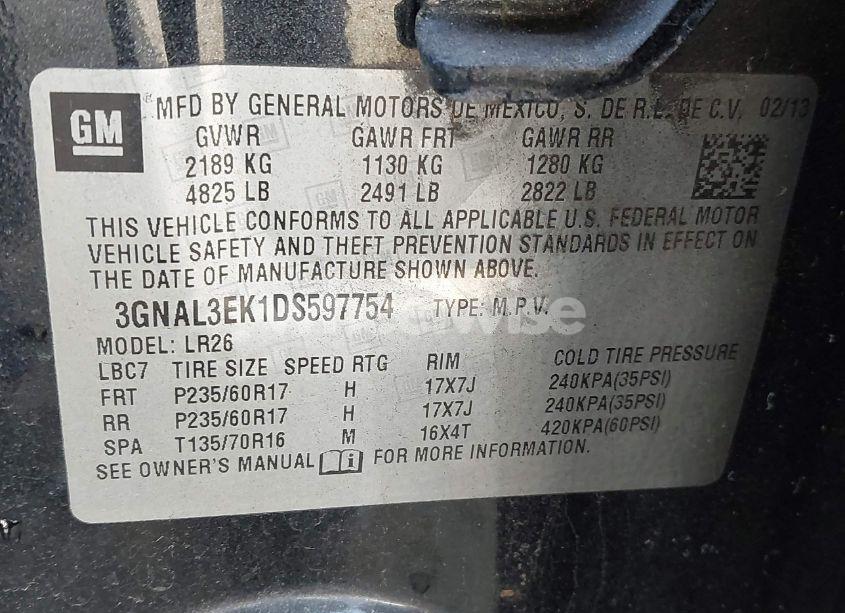 GM
® MFD BY GENERAL MOTORS DE MEXICO, S. DE R.L. DE C.V. 02/13
GVWR GAWR FRT GAWR RR
2189 KG 1130 KG 1280 KG
4825 LB 2491 LB 2822 LB
THIS VEHICLE CONFORMS TO ALL APPLICABLE U.S. FEDERAL MOTOR
VEHICLE SAFETY AND THEFT PREVENTION STANDARDS IN EFFECT ON
THE DATE OF MANUFACTURE SHOWN ABOVE.
3GNAL3EK1DS597754 TYPE: M.P.V.
MODEL: LR26
LBC7 TIRE SIZE SPEED RTG RIM COLD TIRE PRESSURE
FRT P235/60R17 H 17X7J 240KPA(35PSI)
RR P235/60R17 H 17X7J 240KPA(35PSI)
SPA T135/70R16 M 16X4T 420KPA(60PSI)
SEE OWNER'S MANUAL FOR MORE INFORMATION.